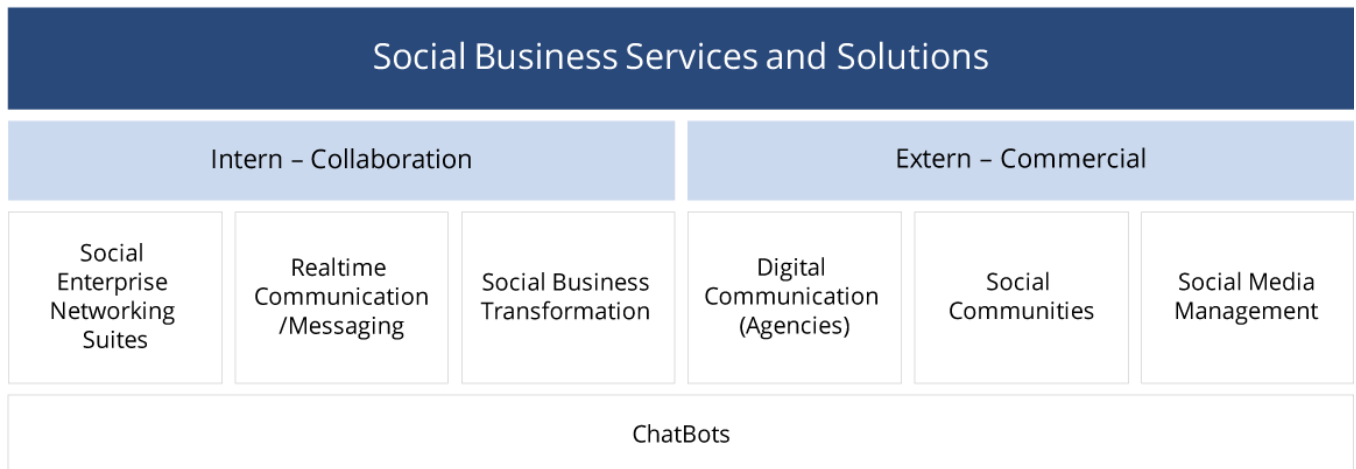 Social Business Services and Solutions
Intern – Collaboration
Extern – Commercial
Social
Enterprise
Networking
Suites
Realtime
Communication
/Messaging
Social Business
Transformation
Digital
Communication
(Agencies)
Social
Communities
Social Media
Management
ChatBots